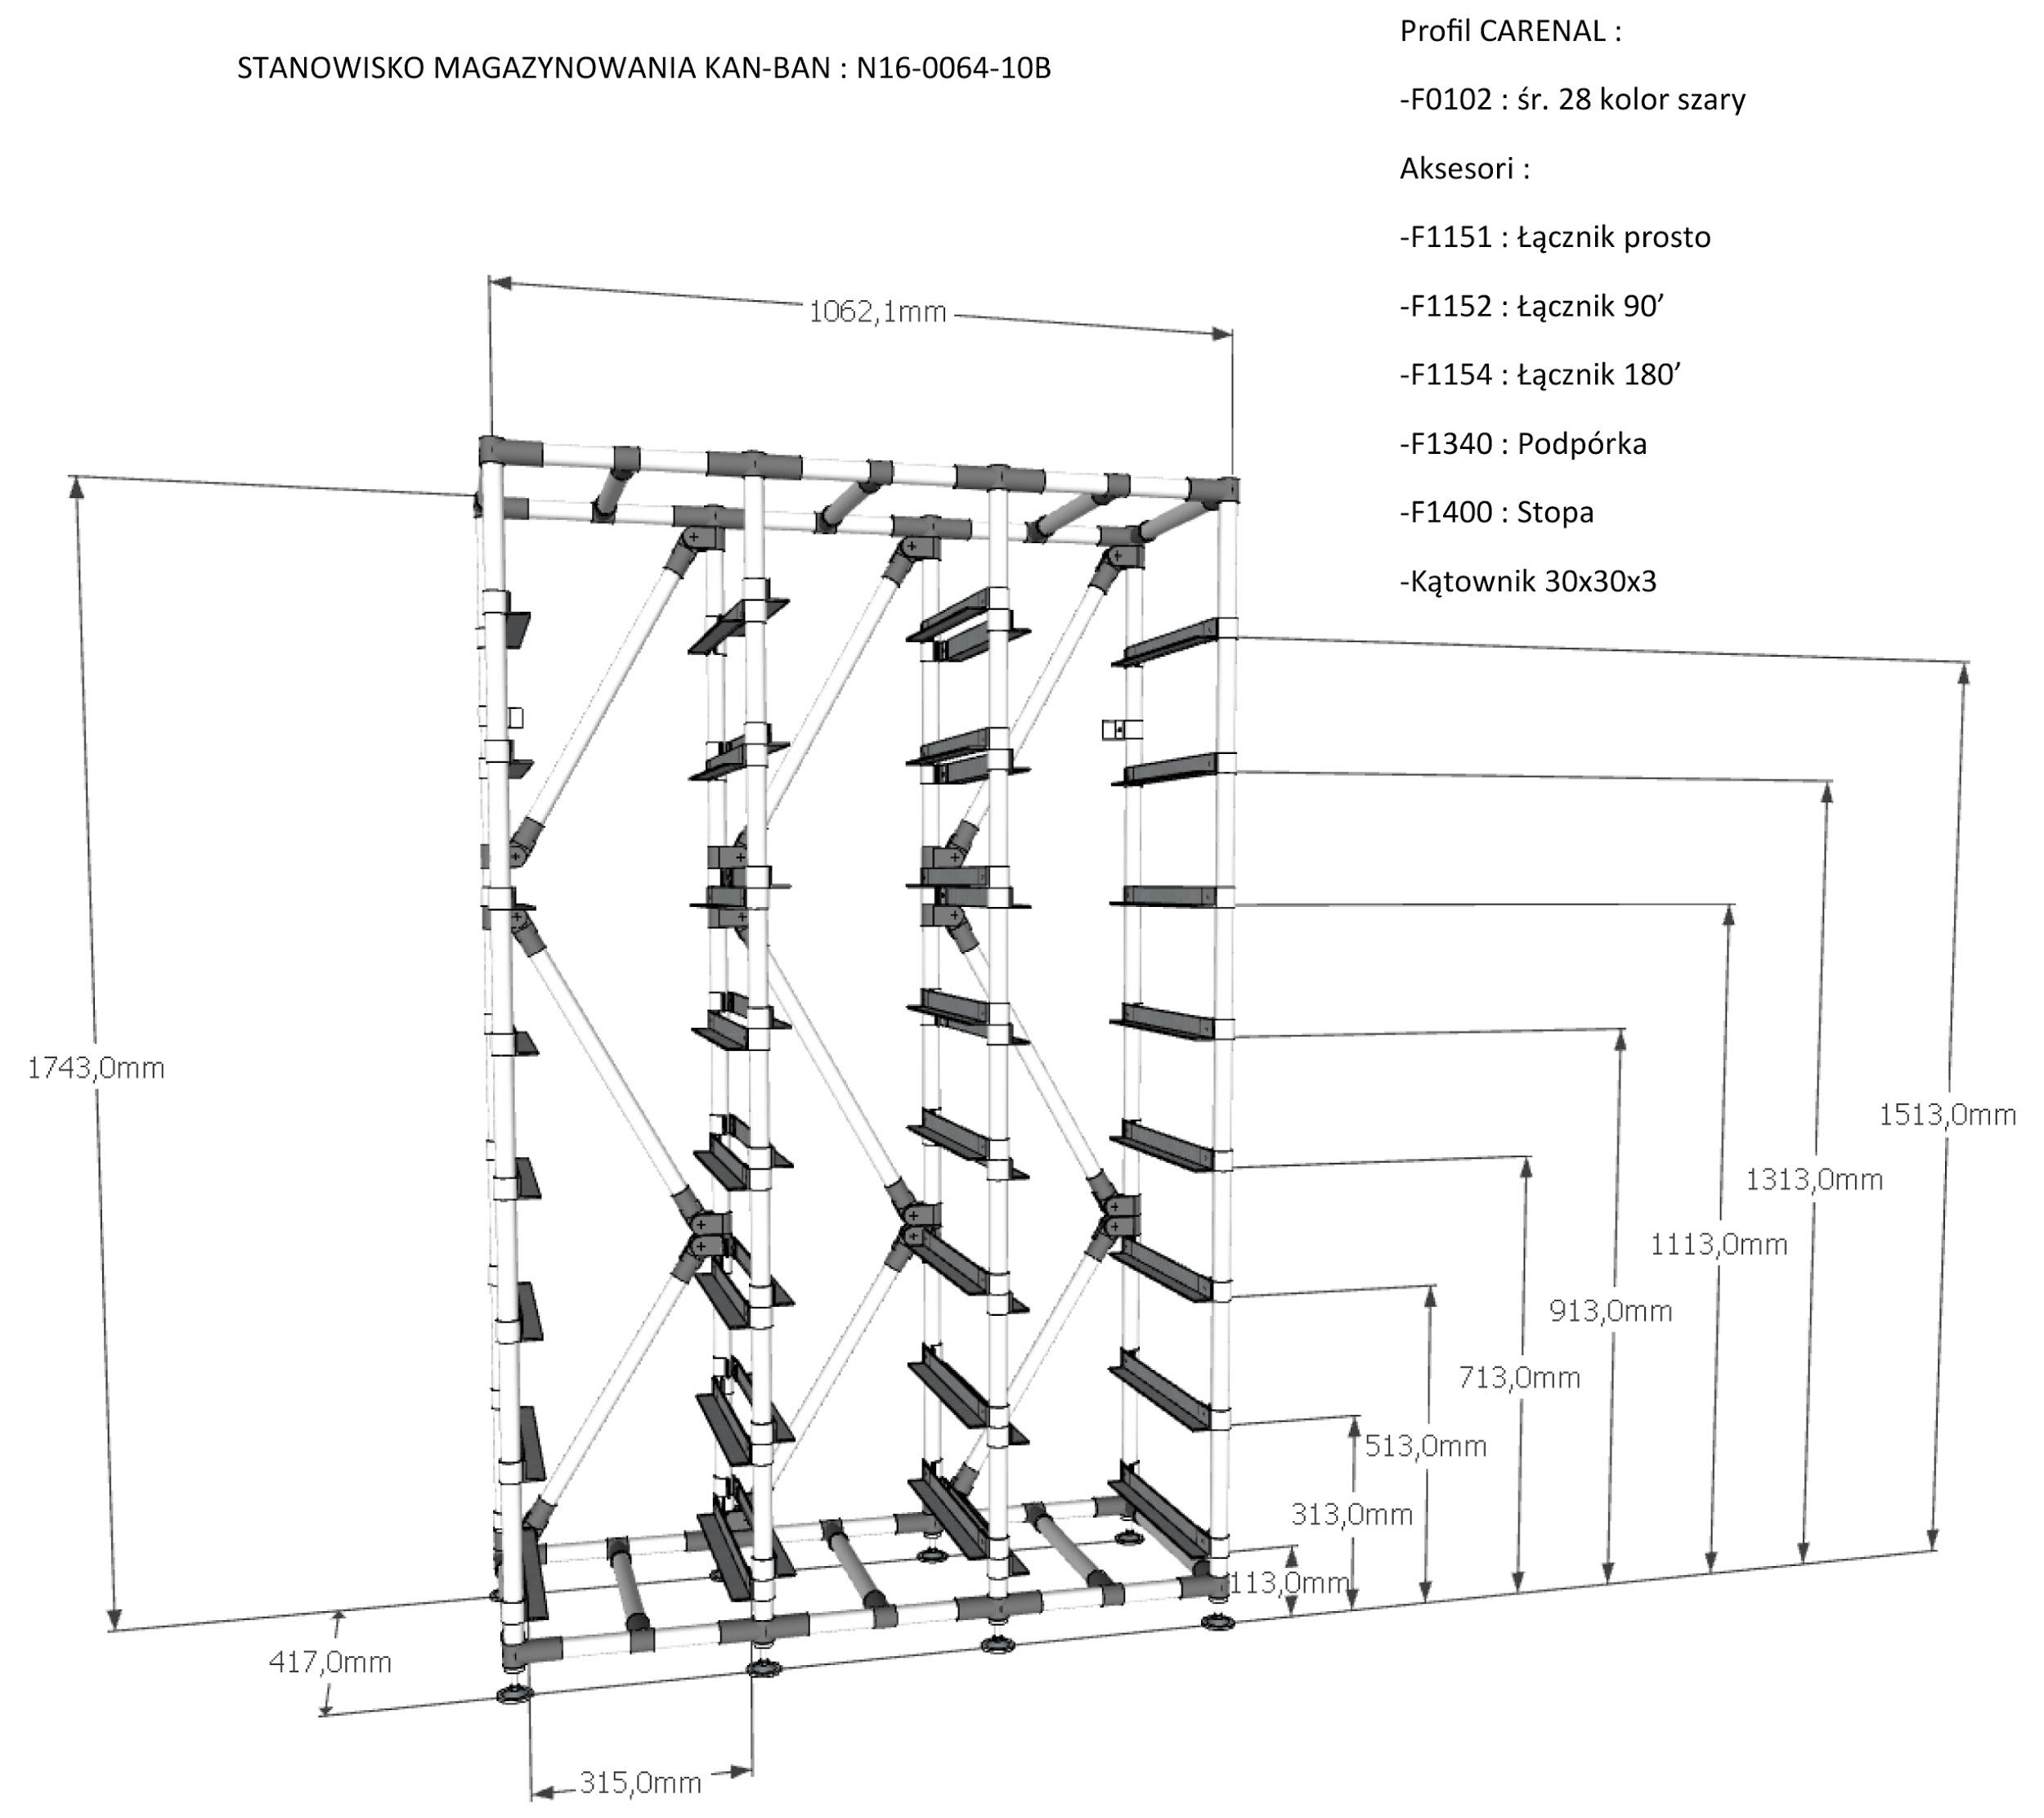 STANOWISKO MAGAZYNOWANIA KAN-BAN : N16-0064-10B
Profil CARENAL :
-F0102 : śr. 28 kolor szary
Aksesori :
-F1151 : Łącznik prosto
-F1152 : Łącznik 90’
-F1154 : Łącznik 180’
-F1340 : Podpórka
-F1400 : Stopa
-Kątownik 30x30x3
1062,1mm
1743,0mm
1513,0mm
1313,0mm
1113,0mm
913,0mm
713,0mm
513,0mm
313,0mm
113,0mm
417,0mm
315,0mm